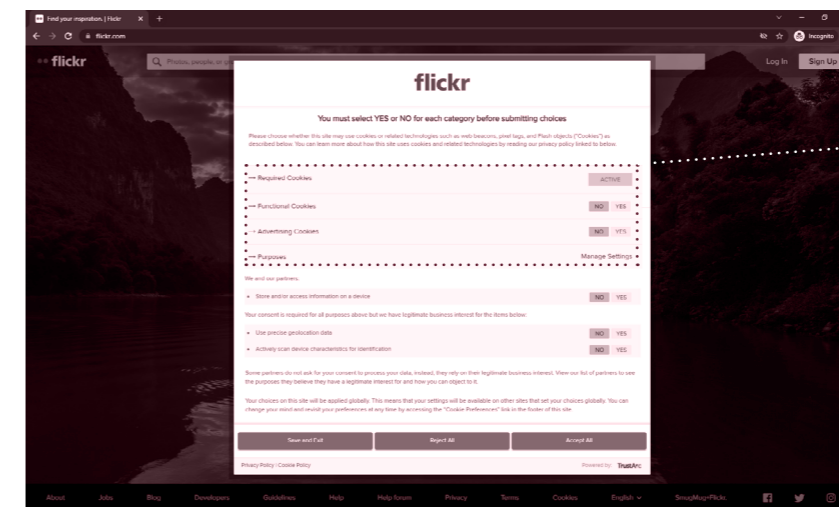 Find your inspiration. | Flickr
flickr.com
Incognito
flickr
Photos, people, or
Log In
Sign Up
flickr
You must select YES or NO for each category before submitting choices
Please choose whether this site may use cookies or related technologies such as web beacons, pixel tags, and Flash objects ("Cookies") as
described below. You can learn more about how this site uses cookies and related technologies by reading our privacy policy linked to below.
Required Cookies
ACTIVE
Functional Cookies
NO YES
Advertising Cookies
NO YES
Purposes
Manage Settings
We and our partners:
• Store and/or access information on a device
NO YES
Your consent is required for all purposes above but we have legitimate business interest for the items below:
• Use precise geolocation data
NO YES
• Actively scan device characteristics for identification
NO YES
Some partners do not ask for your consent to process your data, instead, they rely on their legitimate business interest. View our list of partners to see
the purposes they believe they have a legitimate interest for and how you can object to it.
Your choices on this site will be applied globally. This means that your settings will be available on other sites that set your choices globally. You can
change your mind and revisit your preferences at any time by accessing the "Cookie Preferences" link in the footer of this site
Save and Exit
Reject All
Accept All
Privacy Policy | Cookie Policy
Powered by: TrustArc
About Jobs Blog Developers Guidelines Help Help forum Privacy Terms Cookies English SmugMug+Flickr.